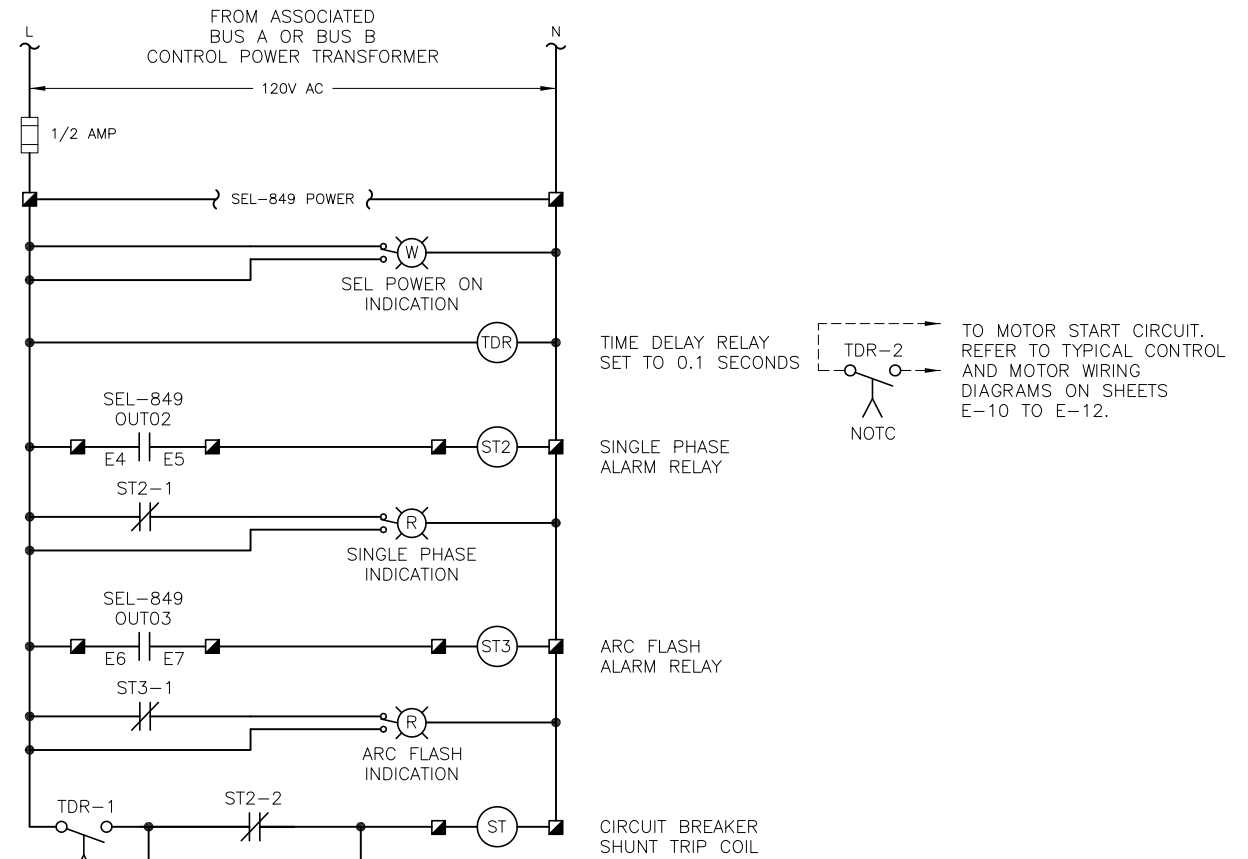 L
N
FROM ASSOCIATED
BUS A OR BUS B
CONTROL POWER TRANSFORMER
120V AC
1/2 AMP
SEL-849 POWER
W
SEL POWER ON
INDICATION
TDR
TIME DELAY RELAY
SET TO 0.1 SECONDS
TDR-2
NOTC
TO MOTOR START CIRCUIT.
REFER TO TYPICAL CONTROL
AND MOTOR WIRING
DIAGRAMS ON SHEETS
E-10 TO E-12.
SEL-849
OUT02
E4 E5
ST2
SINGLE PHASE
ALARM RELAY
ST2-1
R
SINGLE PHASE
INDICATION
SEL-849
OUT03
E6 E7
ST3
ARC FLASH
ALARM RELAY
ST3-1
R
ARC FLASH
INDICATION
TDR-1
ST2-2
ST
CIRCUIT BREAKER
SHUNT TRIP COIL